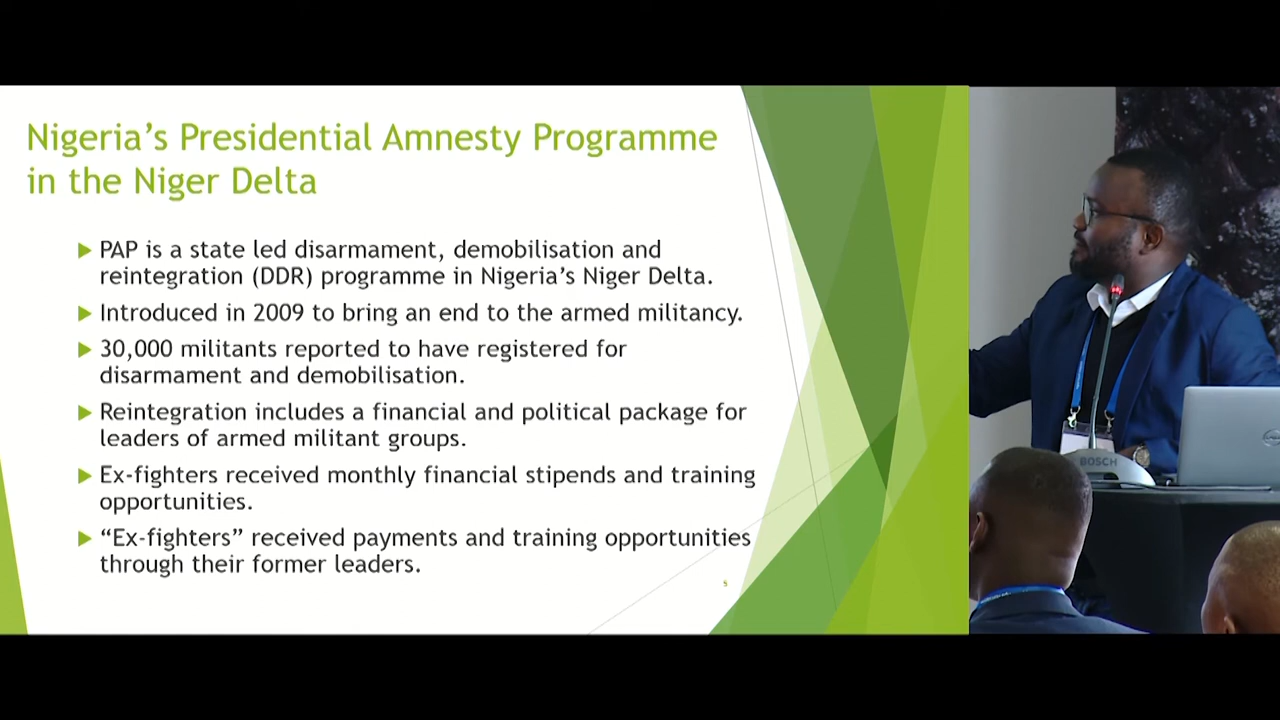 Nigeria's Presidential Amnesty Programme
in the Niger Delta
PAP is a state led disarmament, demobilisation and
reintegration (DDR) programme in Nigeria's Niger Delta.
Introduced in 2009 to bring an end to the armed militancy.
30,000 militants reported to have registered for
disarmament and demobilisation.
Reintegration includes a financial and political package for
leaders of armed militant groups.
Ex-fighters received monthly financial stipends and training
opportunities.
“Ex-fighters” received payments and training opportunities
through their former leaders.
5
BOSCH